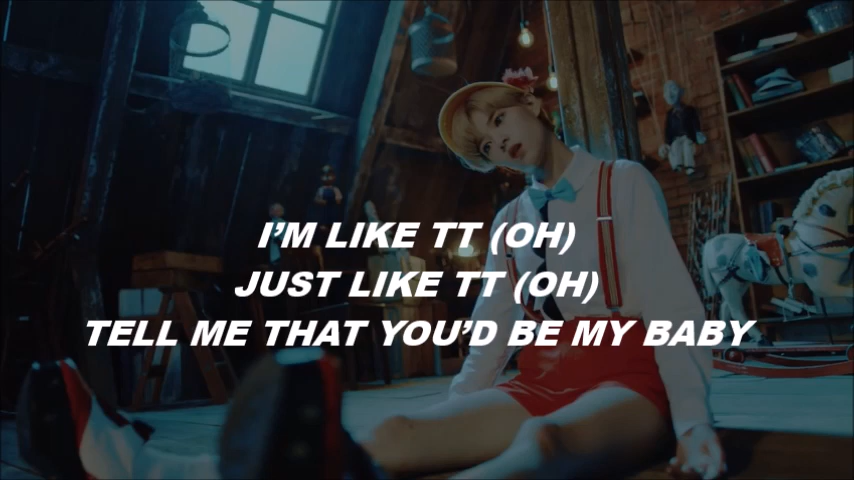 I'M LIKE TT (OH)
JUST LIKE TT (OH)
TELL ME THAT YOU'D BE MY BABY